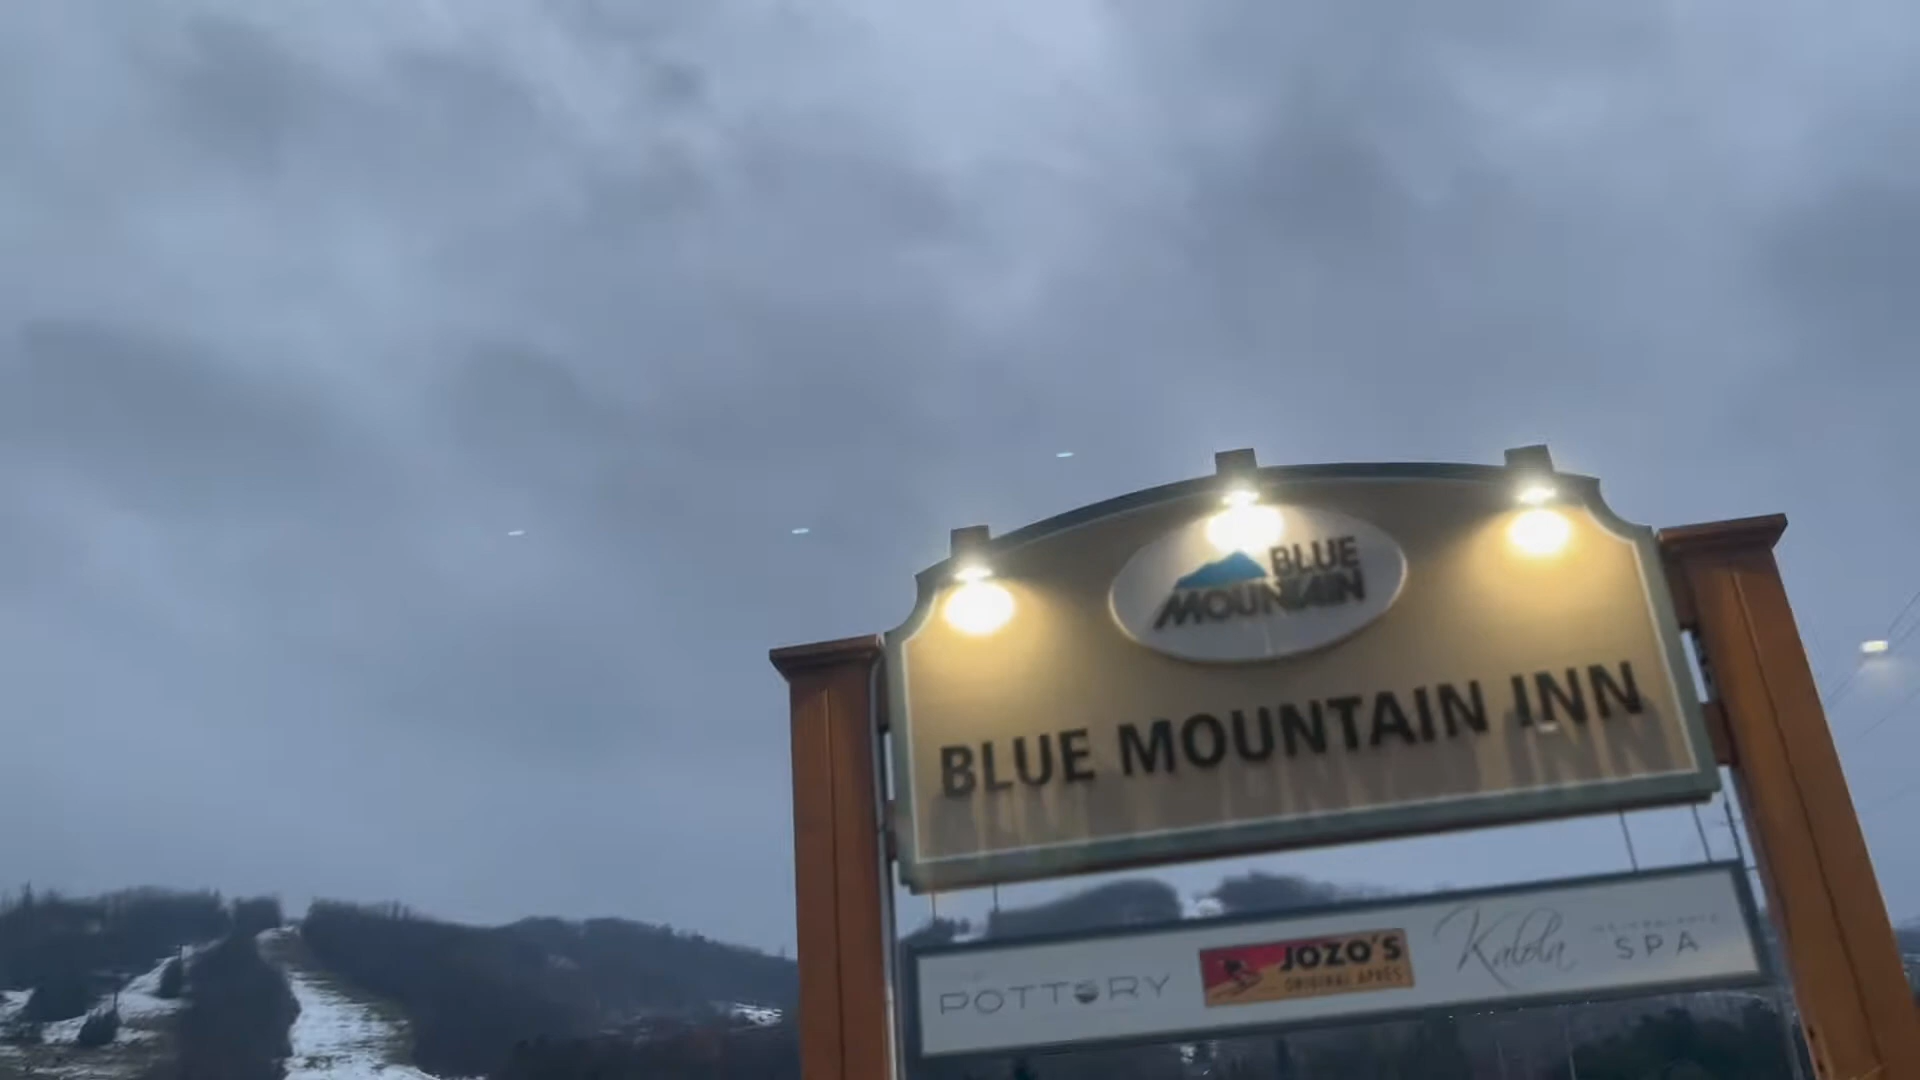 BLUE
MOUNTAIN
BLUE MOUNTAIN INN
POTTERY
JOZO'S
ORIGINAL APRÈS
Kalola
SPA